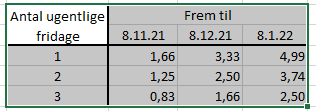 Antal ugentlige fridage Frem til
8.11.21 8.12.21 8.1.22
1 1,66 3,33 4,99
2 1,25 2,50 3,74
3 0,83 1,66 2,50